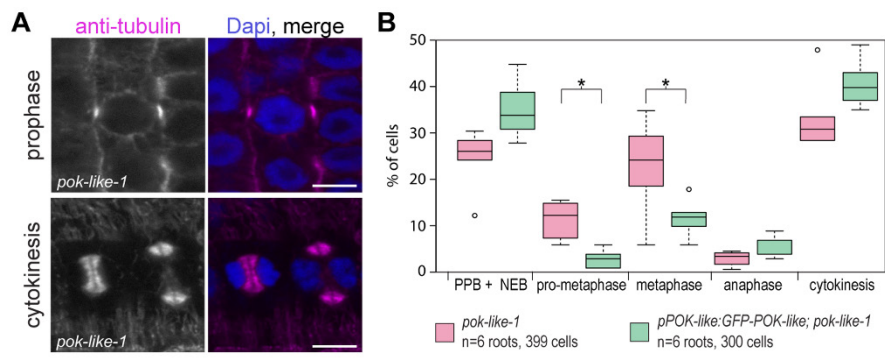 A
anti-tubulin
Dapi, merge
prophase
pok-like-1
cytokinesis
pok-like-1
B
% of cells
50
40
30
20
10
0
*
*
PPB + NEB
pro-metaphase
metaphase
anaphase
cytokinesis
pok-like-1
n=6 roots, 399 cells
pPOK-like:GFP-POK-like; pok-like-1
n=6 roots, 300 cells